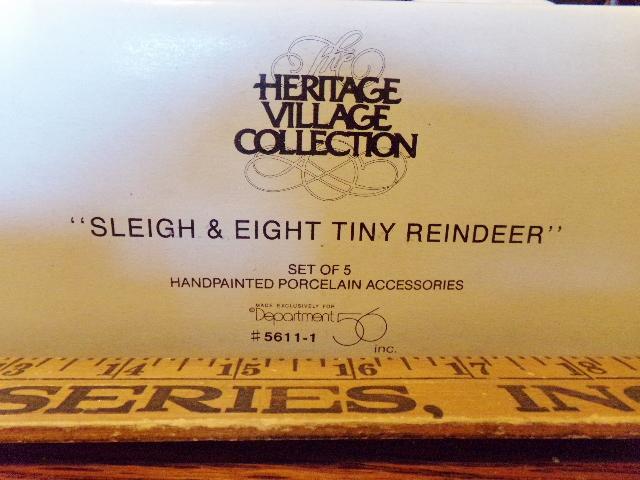 The
HERITAGE
VILLAGE
COLLECTION
"SLEIGH & EIGHT TINY REINDEER"
SET OF 5
HANDPAINTED PORCELAIN ACCESSORIES
MADE EXCLUSIVELY FOR
©Department 56
#5611-1 inc.
13 14 15 16 17 18
SERIES, IN